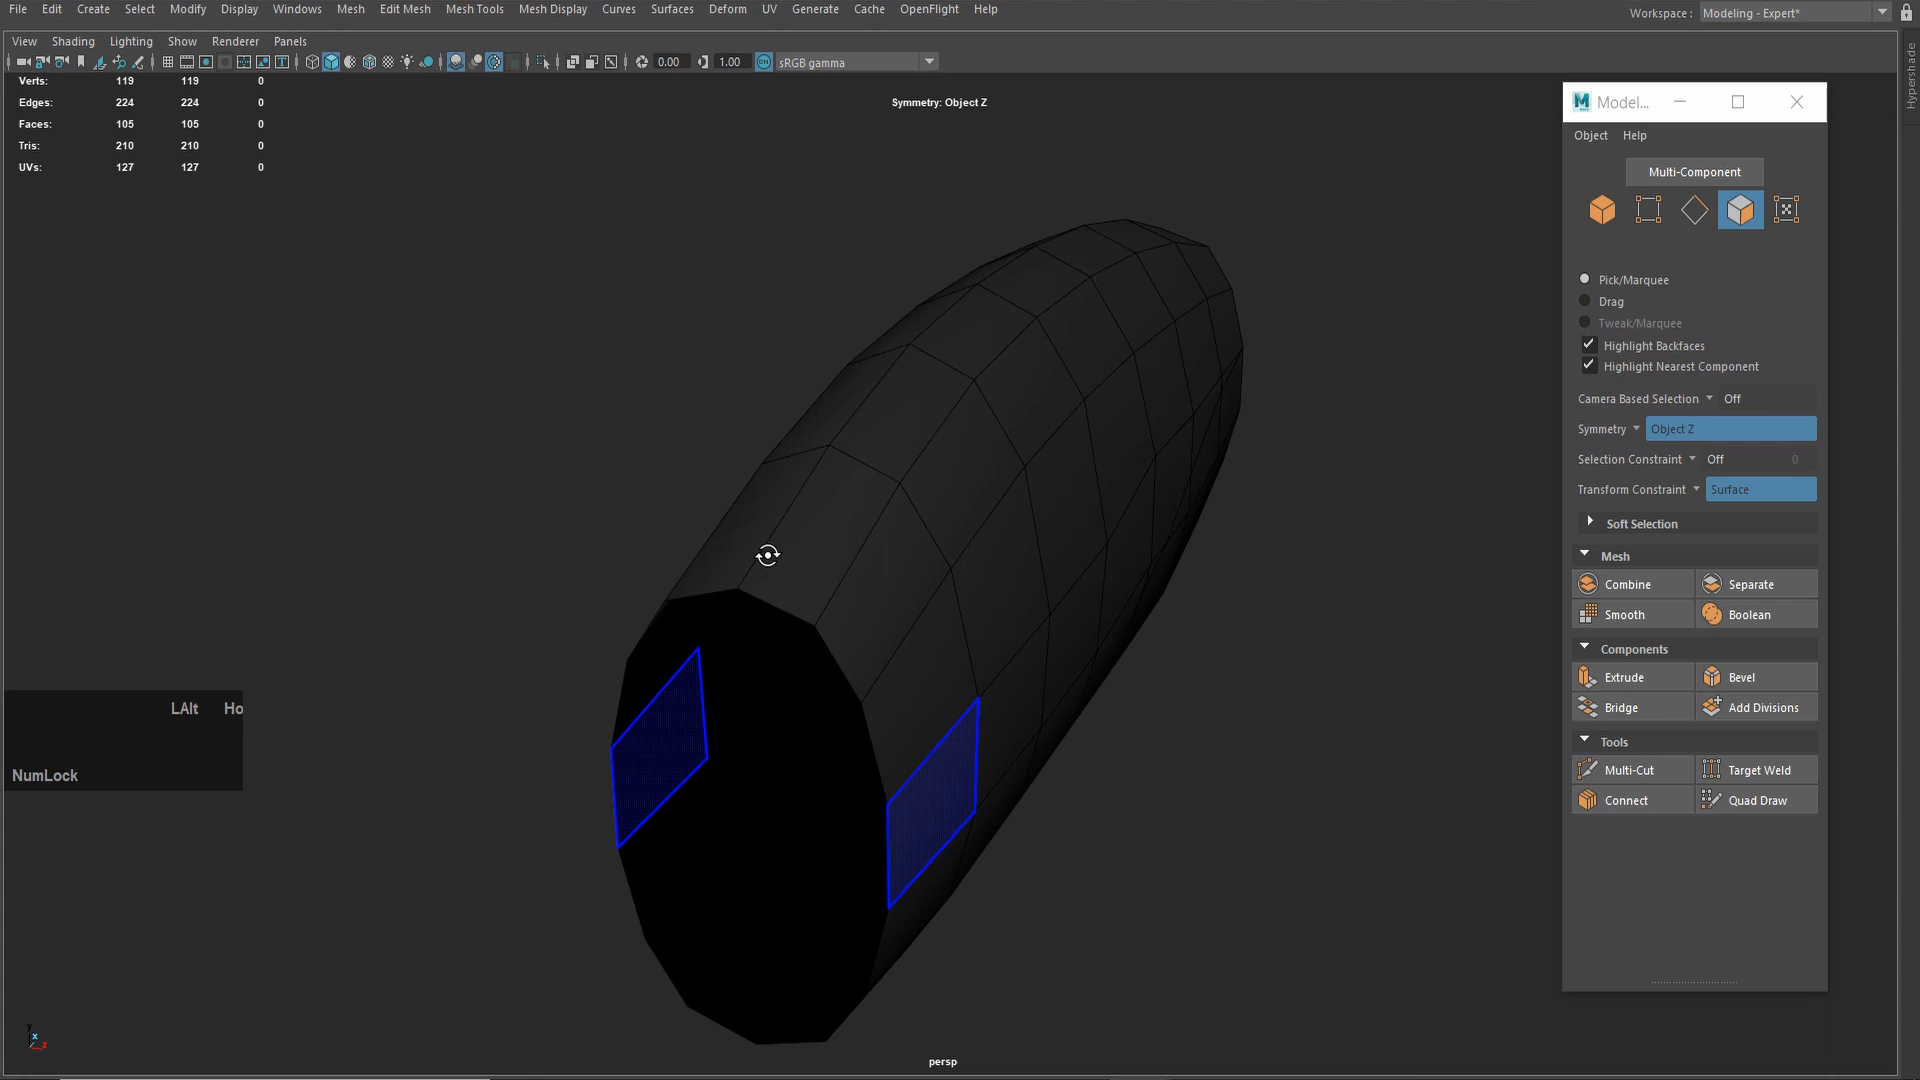 File Edit Create Select Modify Display Windows Mesh Edit Mesh Mesh Tools Mesh Display Curves Surfaces Deform UV Generate Cache OpenFlight Help
Workspace : Modeling - Expert*
View Shading Lighting Show Renderer Panels
0.00 1.00 ON sRGB gamma
Hypershade
Verts: 119 119 0
Edges: 224 224 0
Faces: 105 105 0
Tris: 210 210 0
UVs: 127 127 0
Symmetry: Object Z
Model...
Object Help
Multi-Component
Pick/Marquee
Drag
Tweak/Marquee
Highlight Backfaces
Highlight Nearest Component
Camera Based Selection Off
Symmetry Object Z
Selection Constraint Off 0
Transform Constraint Surface
Soft Selection
Mesh
Combine Separate
Smooth Boolean
Components
Extrude Bevel
Bridge Add Divisions
Tools
Multi-Cut Target Weld
Connect Quad Draw
LAlt Ho
NumLock
y
x
z
persp